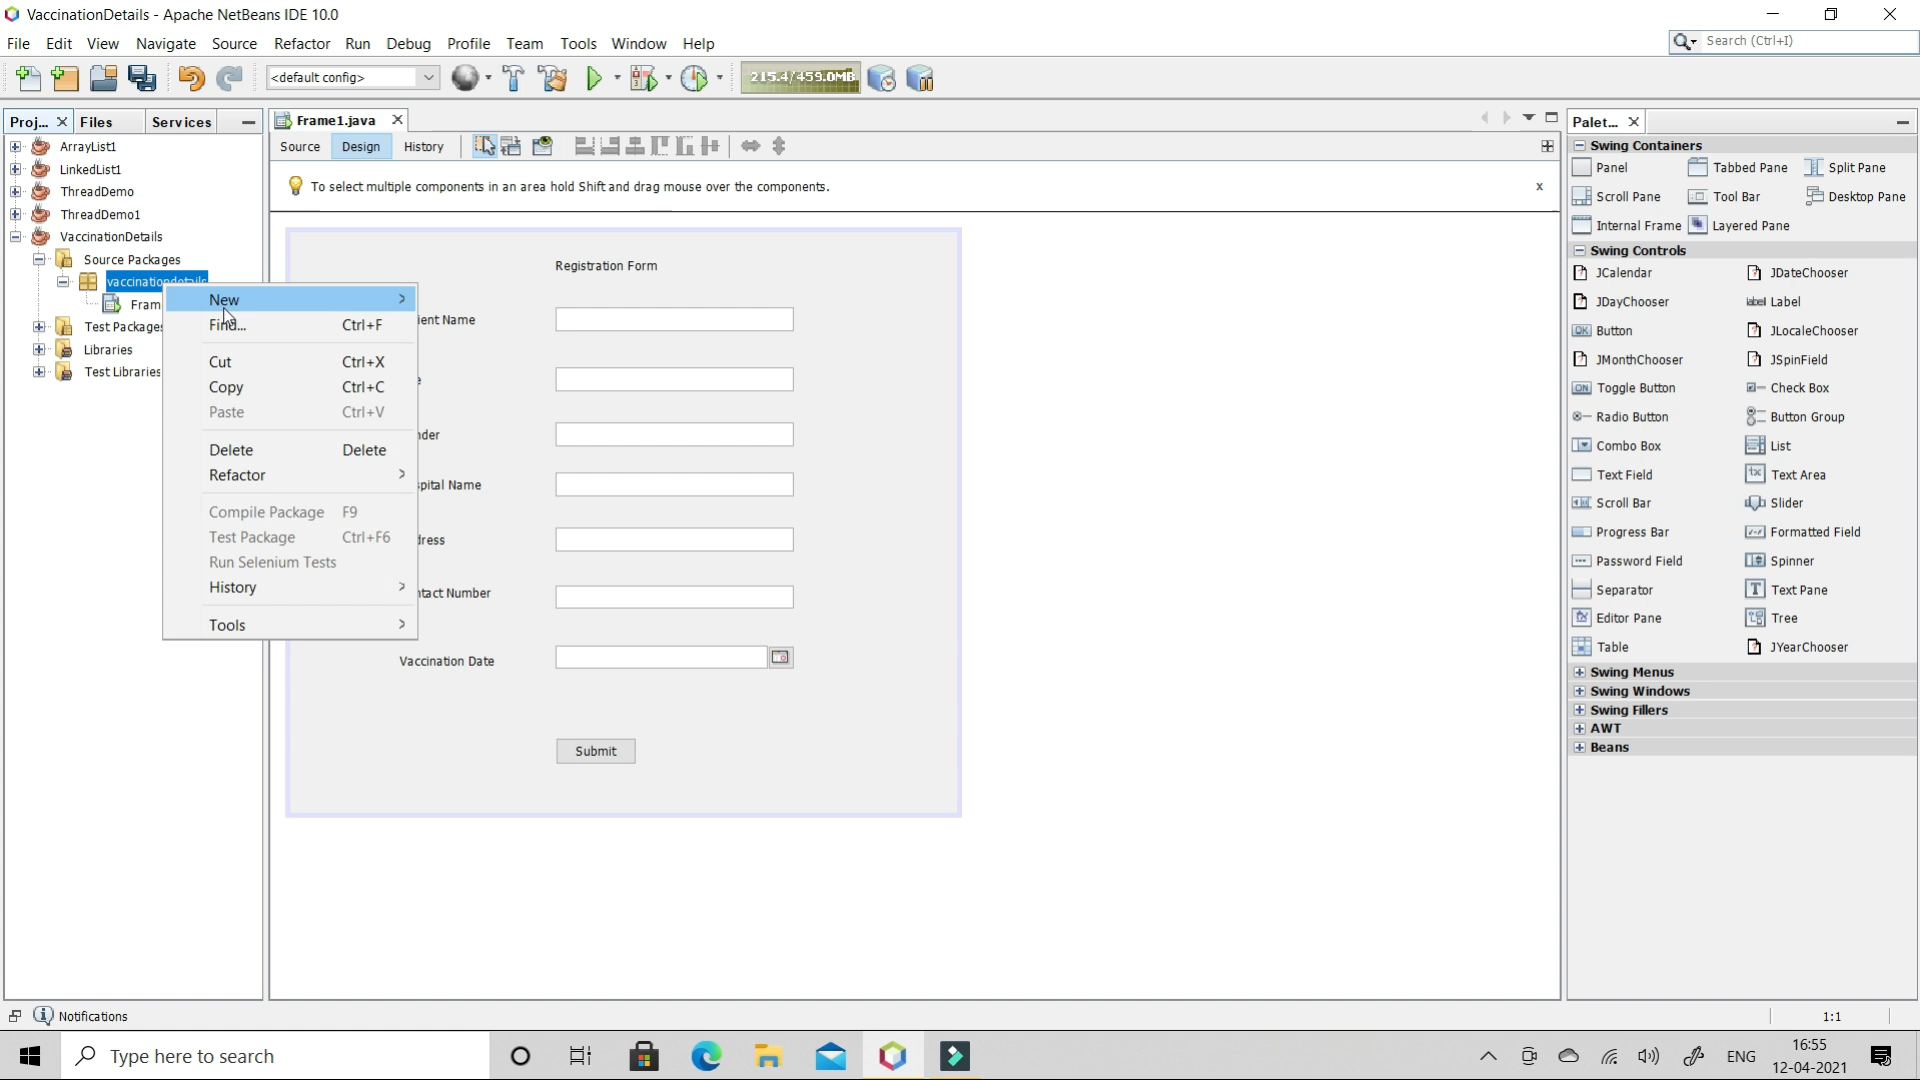 VaccinationDetails - Apache NetBeans IDE 10.0
File Edit View Navigate Source Refactor Run Debug Profile Team Tools Window Help
Search (Ctrl+I)
<default config>
215.4/459.0MB
Proj... Files Services
Frame1.java
Palet...
Source Design History
To select multiple components in an area hold Shift and drag mouse over the components.
x
ArrayList1
LinkedList1
ThreadDemo
ThreadDemo1
VaccinationDetails
Source Packages
vaccinationdetails
Fram
Test Packages
Libraries
Test Libraries
New
Find... Ctrl+F
Cut Ctrl+X
Copy Ctrl+C
Paste Ctrl+V
Delete Delete
Refactor
Compile Package F9
Test Package Ctrl+F6
Run Selenium Tests
History
Tools
Registration Form
ient Name
e
nder
spital Name
dress
ntact Number
Vaccination Date
Submit
Swing Containers
Panel Tabbed Pane Split Pane
Scroll Pane Tool Bar Desktop Pane
Internal Frame Layered Pane
Swing Controls
JCalendar JDateChooser
JDayChooser label Label
OK Button JLocaleChooser
JMonthChooser JSpinField
ON Toggle Button Check Box
Radio Button Button Group
Combo Box List
Text Field Text Area
Scroll Bar Slider
Progress Bar Formatted Field
Password Field Spinner
Separator Text Pane
Editor Pane Tree
Table JYearChooser
Swing Menus
Swing Windows
Swing Fillers
AWT
Beans
Notifications
1:1
Type here to search
ENG
16:55
12-04-2021